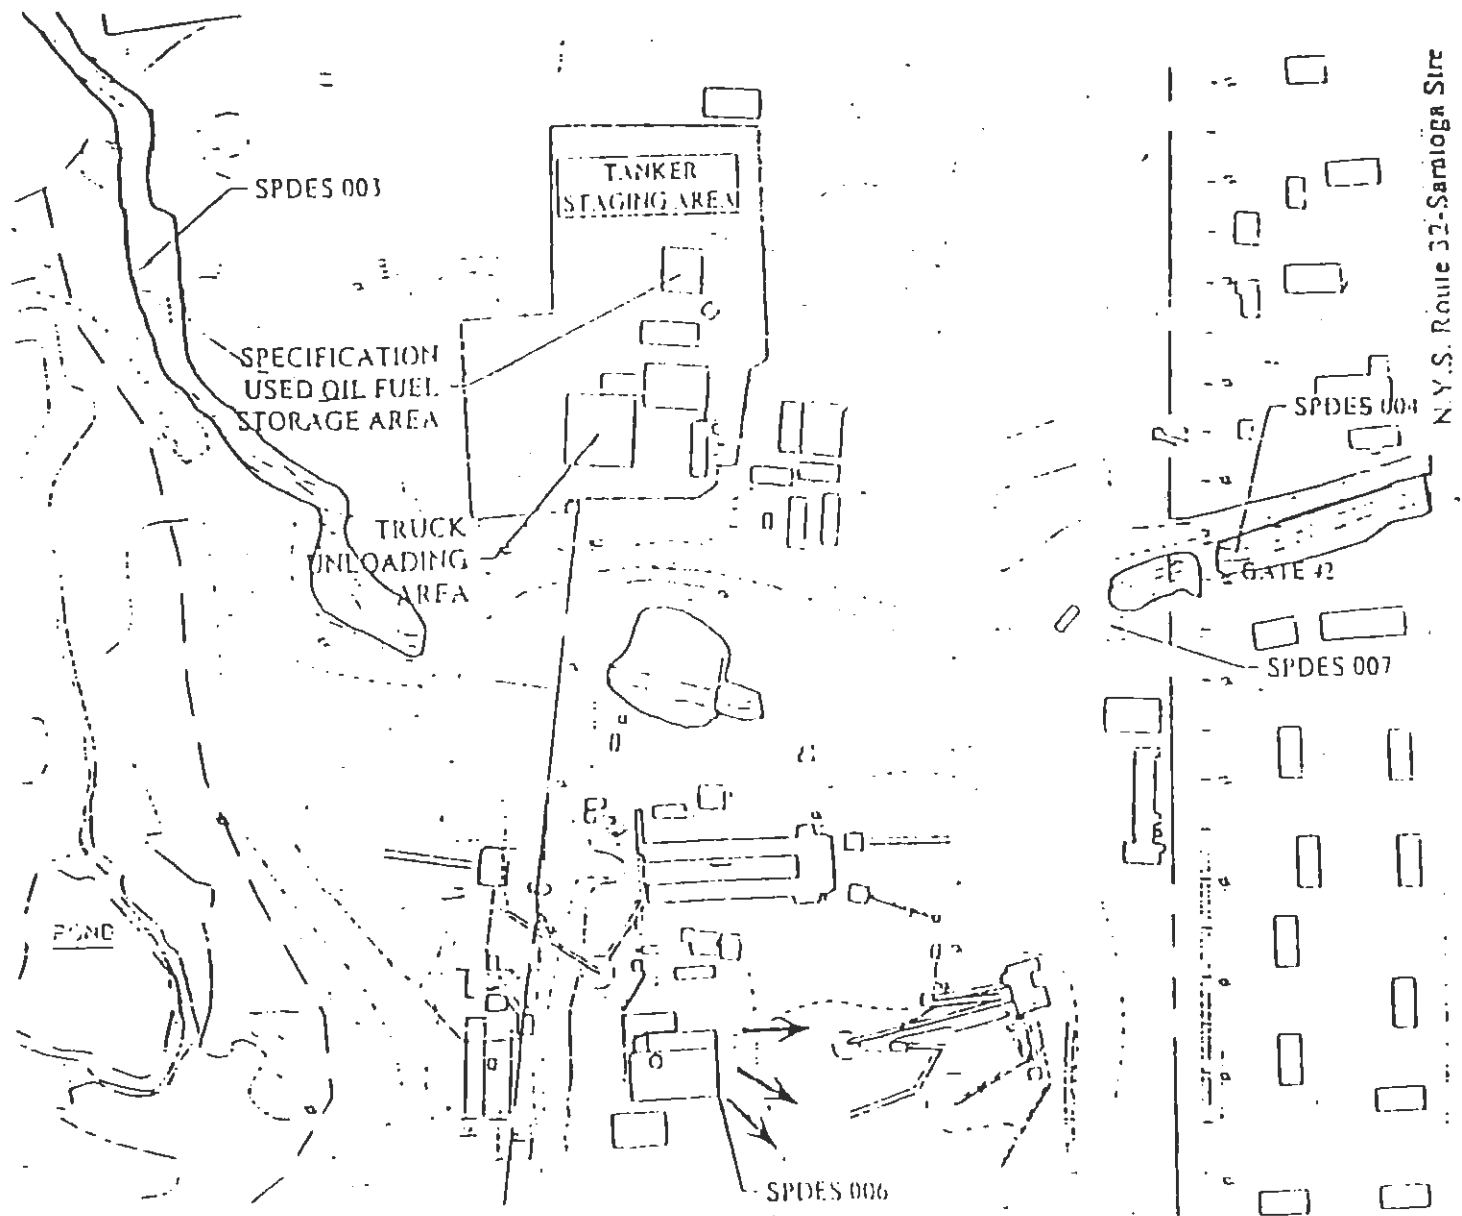 TANKER
STAGING AREA
SPDES 003
SPECIFICATION
USED OIL FUEL
STORAGE AREA
TRUCK
UNLOADING
AREA
SPDES 004
GATE #2
SPDES 007
POND
SPDES 006
N.Y.S. Route 32-Saratoga Stre